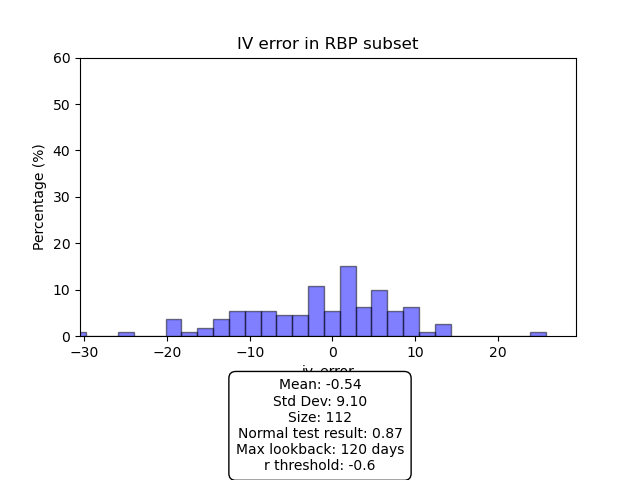 IV error in RBP subset
60
50
40
30
20
10
0
Percentage (%)
−30
−20
−10
0
10
20
iv_error
Mean: -0.54
Std Dev: 9.10
Size: 112
Normal test result: 0.87
Max lookback: 120 days
r threshold: -0.6